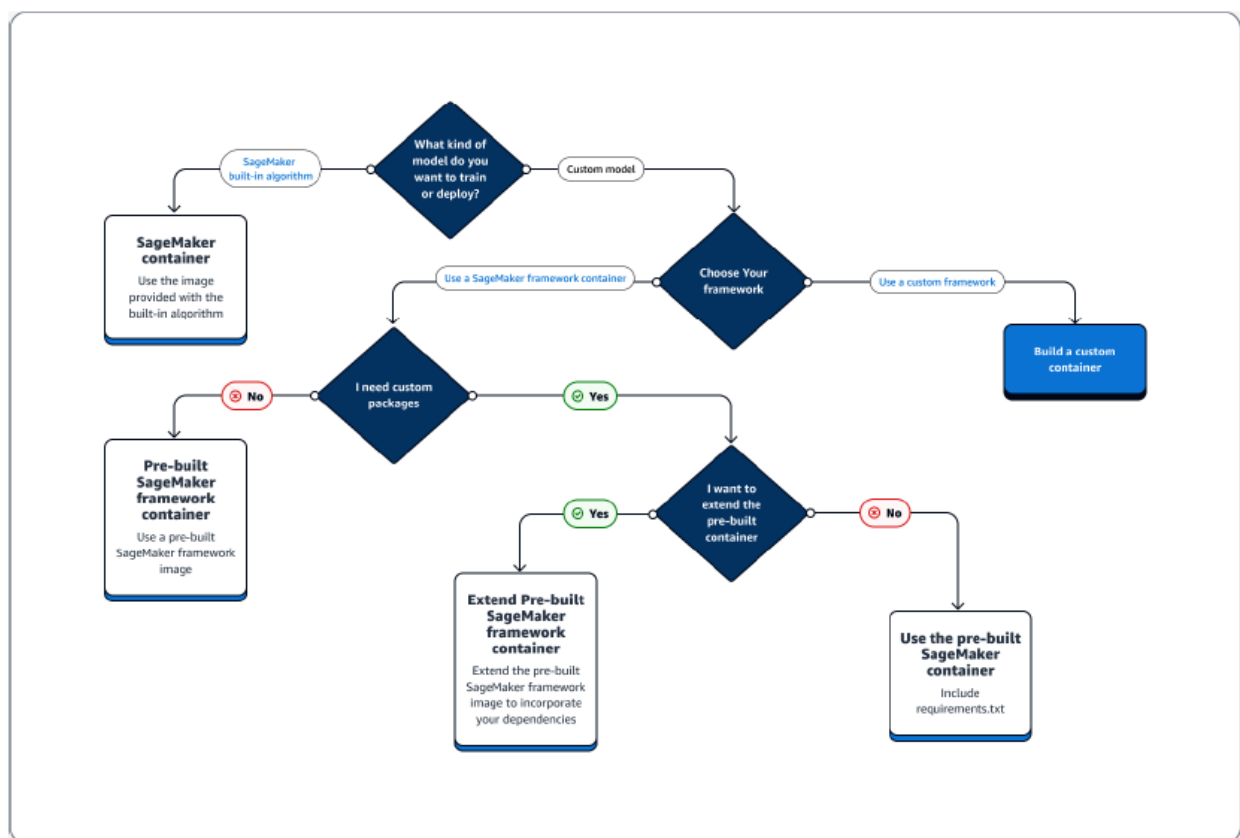 What kind of
model do you
want to train
or deploy?
SageMaker
built-in algorithm
Custom model
SageMaker
container
Use the image
provided with the
built-in algorithm
Choose Your
framework
Use a SageMaker framework container
Use a custom framework
Build a custom
container
I need custom
packages
No
Yes
Pre-built
SageMaker
framework
container
Use a pre-built
SageMaker framework
image
I want to
extend the
pre-built
container
Yes
No
Extend Pre-built
SageMaker
framework
container
Extend the pre-built
SageMaker framework
image to incorporate
your dependencies
Use the pre-built
SageMaker
container
Include
requirements.txt